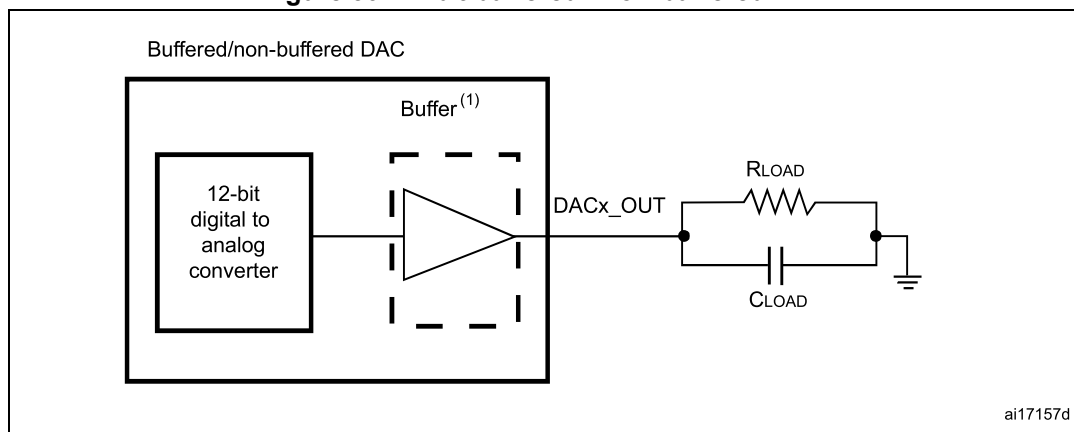 Buffered/non-buffered DAC
Buffer(1)
12-bit
digital to
analog
converter
DACx_OUT
RLOAD
CLOAD
ai17157d